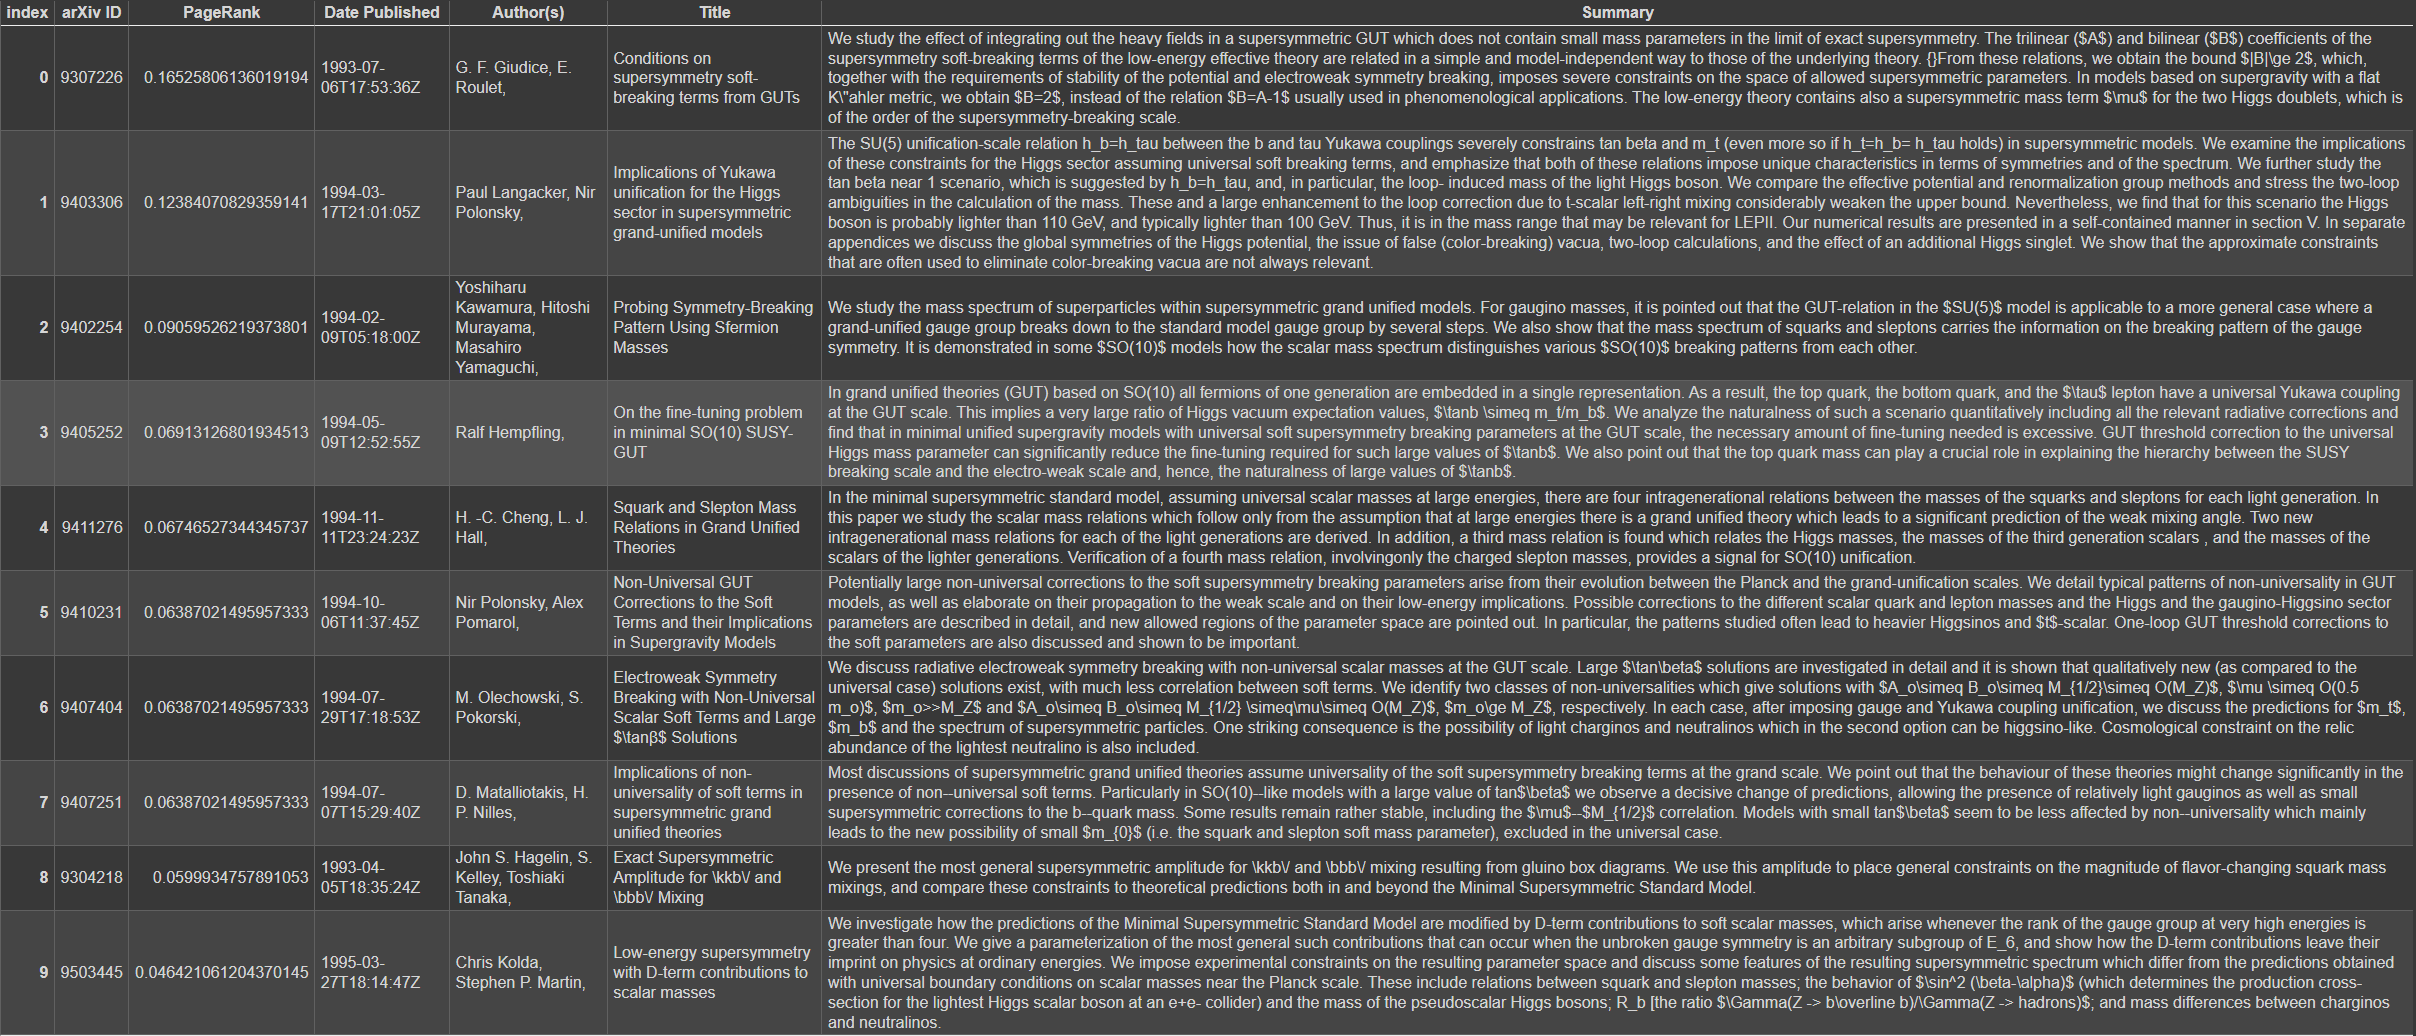 index arXiv ID PageRank Date Published Author(s) Title Summary
0 9307226 0.16525806136019194
1993-07-
06T17:53:36Z
G. F. Giudice, E.
Roulet,
Conditions on
supersymmetry soft-
breaking terms from GUTs
We study the effect of integrating out the heavy fields in a supersymmetric GUT which does not contain small mass parameters in the limit of exact supersymmetry. The trilinear ($A$) and bilinear ($B$) coefficients of the
supersymmetry soft-breaking terms of the low-energy effective theory are related in a simple and model-independent way to those of the underlying theory. {}From these relations, we obtain the bound $|B|\ge 2$, which,
together with the requirements of stability of the potential and electroweak symmetry breaking, imposes severe constraints on the space of allowed supersymmetric parameters. In models based on supergravity with a flat
K\"ahler metric, we obtain $B=2$, instead of the relation $B=A-1$ usually used in phenomenological applications. The low-energy theory contains also a supersymmetric mass term $\mu$ for the two Higgs doublets, which is
of the order of the supersymmetry-breaking scale.
1 9403306 0.12384070829359141
1994-03-
17T21:01:05Z
Paul Langacker, Nir
Polonsky,
Implications of Yukawa
unification for the Higgs
sector in supersymmetric
grand-unified models
The SU(5) unification-scale relation h_b=h_tau between the b and tau Yukawa couplings severely constrains tan beta and m_t (even more so if h_t=h_b= h_tau holds) in supersymmetric models. We examine the implications
of these constraints for the Higgs sector assuming universal soft breaking terms, and emphasize that both of these relations impose unique characteristics in terms of symmetries and of the spectrum. We further study the
tan beta near 1 scenario, which is suggested by h_b=h_tau, and, in particular, the loop- induced mass of the light Higgs boson. We compare the effective potential and renormalization group methods and stress the two-loop
ambiguities in the calculation of the mass. These and a large enhancement to the loop correction due to t-scalar left-right mixing considerably weaken the upper bound. Nevertheless, we find that for this scenario the Higgs
boson is probably lighter than 110 GeV, and typically lighter than 100 GeV. Thus, it is in the mass range that may be relevant for LEPII. Our numerical results are presented in a self-contained manner in section V. In separate
appendices we discuss the global symmetries of the Higgs potential, the issue of false (color-breaking) vacua, two-loop calculations, and the effect of an additional Higgs singlet. We show that the approximate constraints
that are often used to eliminate color-breaking vacua are not always relevant.
2 9402254 0.09059526219373801
1994-02-
09T05:18:00Z
Yoshiharu
Kawamura, Hitoshi
Murayama,
Masahiro
Yamaguchi,
Probing Symmetry-Breaking
Pattern Using Sfermion
Masses
We study the mass spectrum of superparticles within supersymmetric grand unified models. For gaugino masses, it is pointed out that the GUT-relation in the $SU(5)$ model is applicable to a more general case where a
grand-unified gauge group breaks down to the standard model gauge group by several steps. We also show that the mass spectrum of squarks and sleptons carries the information on the breaking pattern of the gauge
symmetry. It is demonstrated in some $SO(10)$ models how the scalar mass spectrum distinguishes various $SO(10)$ breaking patterns from each other.
3 9405252 0.06913126801934513
1994-05-
09T12:52:55Z
Ralf Hempfling,
On the fine-tuning problem
in minimal SO(10) SUSY-
GUT
In grand unified theories (GUT) based on SO(10) all fermions of one generation are embedded in a single representation. As a result, the top quark, the bottom quark, and the $\tau$ lepton have a universal Yukawa coupling
at the GUT scale. This implies a very large ratio of Higgs vacuum expectation values, $\tanb \simeq m_t/m_b$. We analyze the naturalness of such a scenario quantitatively including all the relevant radiative corrections and
find that in minimal unified supergravity models with universal soft supersymmetry breaking parameters at the GUT scale, the necessary amount of fine-tuning needed is excessive. GUT threshold correction to the universal
Higgs mass parameter can significantly reduce the fine-tuning required for such large values of $\tanb$. We also point out that the top quark mass can play a crucial role in explaining the hierarchy between the SUSY
breaking scale and the electro-weak scale and, hence, the naturalness of large values of $\tanb$.
4 9411276 0.06746527344345737
1994-11-
11T23:24:23Z
H. -C. Cheng, L. J.
Hall,
Squark and Slepton Mass
Relations in Grand Unified
Theories
In the minimal supersymmetric standard model, assuming universal scalar masses at large energies, there are four intragenerational relations between the masses of the squarks and sleptons for each light generation. In
this paper we study the scalar mass relations which follow only from the assumption that at large energies there is a grand unified theory which leads to a significant prediction of the weak mixing angle. Two new
intragenerational mass relations for each of the light generations are derived. In addition, a third mass relation is found which relates the Higgs masses, the masses of the third generation scalars , and the masses of the
scalars of the lighter generations. Verification of a fourth mass relation, involvingonly the charged slepton masses, provides a signal for SO(10) unification.
5 9410231 0.06387021495957333
1994-10-
06T11:37:45Z
Nir Polonsky, Alex
Pomarol,
Non-Universal GUT
Corrections to the Soft
Terms and their Implications
in Supergravity Models
Potentially large non-universal corrections to the soft supersymmetry breaking parameters arise from their evolution between the Planck and the grand-unification scales. We detail typical patterns of non-universality in GUT
models, as well as elaborate on their propagation to the weak scale and on their low-energy implications. Possible corrections to the different scalar quark and lepton masses and the Higgs and the gaugino-Higgsino sector
parameters are described in detail, and new allowed regions of the parameter space are pointed out. In particular, the patterns studied often lead to heavier Higgsinos and $t$-scalar. One-loop GUT threshold corrections to
the soft parameters are also discussed and shown to be important.
6 9407404 0.06387021495957333
1994-07-
29T17:18:53Z
M. Olechowski, S.
Pokorski,
Electroweak Symmetry
Breaking with Non-Universal
Scalar Soft Terms and Large
$\tanβ$ Solutions
We discuss radiative electroweak symmetry breaking with non-universal scalar masses at the GUT scale. Large $\tan\beta$ solutions are investigated in detail and it is shown that qualitatively new (as compared to the
universal case) solutions exist, with much less correlation between soft terms. We identify two classes of non-universalities which give solutions with $A_o\simeq B_o\simeq M_{1/2}\simeq O(M_Z)$, $\mu \simeq O(0.5
m_o)$, $m_o>>M_Z$ and $A_o\simeq B_o\simeq M_{1/2} \simeq\mu\simeq O(M_Z)$, $m_o\ge M_Z$, respectively. In each case, after imposing gauge and Yukawa coupling unification, we discuss the predictions for $m_t$,
$m_b$ and the spectrum of supersymmetric particles. One striking consequence is the possibility of light charginos and neutralinos which in the second option can be higgsino-like. Cosmological constraint on the relic
abundance of the lightest neutralino is also included.
7 9407251 0.06387021495957333
1994-07-
07T15:29:40Z
D. Matalliotakis, H.
P. Nilles,
Implications of non-
universality of soft terms in
supersymmetric grand
unified theories
Most discussions of supersymmetric grand unified theories assume universality of the soft supersymmetry breaking terms at the grand scale. We point out that the behaviour of these theories might change significantly in the
presence of non--universal soft terms. Particularly in SO(10)--like models with a large value of tan$\beta$ we observe a decisive change of predictions, allowing the presence of relatively light gauginos as well as small
supersymmetric corrections to the b--quark mass. Some results remain rather stable, including the $\mu$--$M_{1/2}$ correlation. Models with small tan$\beta$ seem to be less affected by non--universality which mainly
leads to the new possibility of small $m_{0}$ (i.e. the squark and slepton soft mass parameter), excluded in the universal case.
8 9304218 0.0599934757891053
1993-04-
05T18:35:24Z
John S. Hagelin, S.
Kelley, Toshiaki
Tanaka,
Exact Supersymmetric
Amplitude for \kkb\/ and
\bbb\/ Mixing
We present the most general supersymmetric amplitude for \kkb\/ and \bbb\/ mixing resulting from gluino box diagrams. We use this amplitude to place general constraints on the magnitude of flavor-changing squark mass
mixings, and compare these constraints to theoretical predictions both in and beyond the Minimal Supersymmetric Standard Model.
9 9503445 0.046421061204370145
1995-03-
27T18:14:47Z
Chris Kolda,
Stephen P. Martin,
Low-energy supersymmetry
with D-term contributions to
scalar masses
We investigate how the predictions of the Minimal Supersymmetric Standard Model are modified by D-term contributions to soft scalar masses, which arise whenever the rank of the gauge group at very high energies is
greater than four. We give a parameterization of the most general such contributions that can occur when the unbroken gauge symmetry is an arbitrary subgroup of E_6, and show how the D-term contributions leave their
imprint on physics at ordinary energies. We impose experimental constraints on the resulting parameter space and discuss some features of the resulting supersymmetric spectrum which differ from the predictions obtained
with universal boundary conditions on scalar masses near the Planck scale. These include relations between squark and slepton masses; the behavior of $\sin^2 (\beta-\alpha)$ (which determines the production cross-
section for the lightest Higgs scalar boson at an e+e- collider) and the mass of the pseudoscalar Higgs bosons; R_b [the ratio $\Gamma(Z -> b\overline b)/\Gamma(Z -> hadrons)$; and mass differences between charginos
and neutralinos.